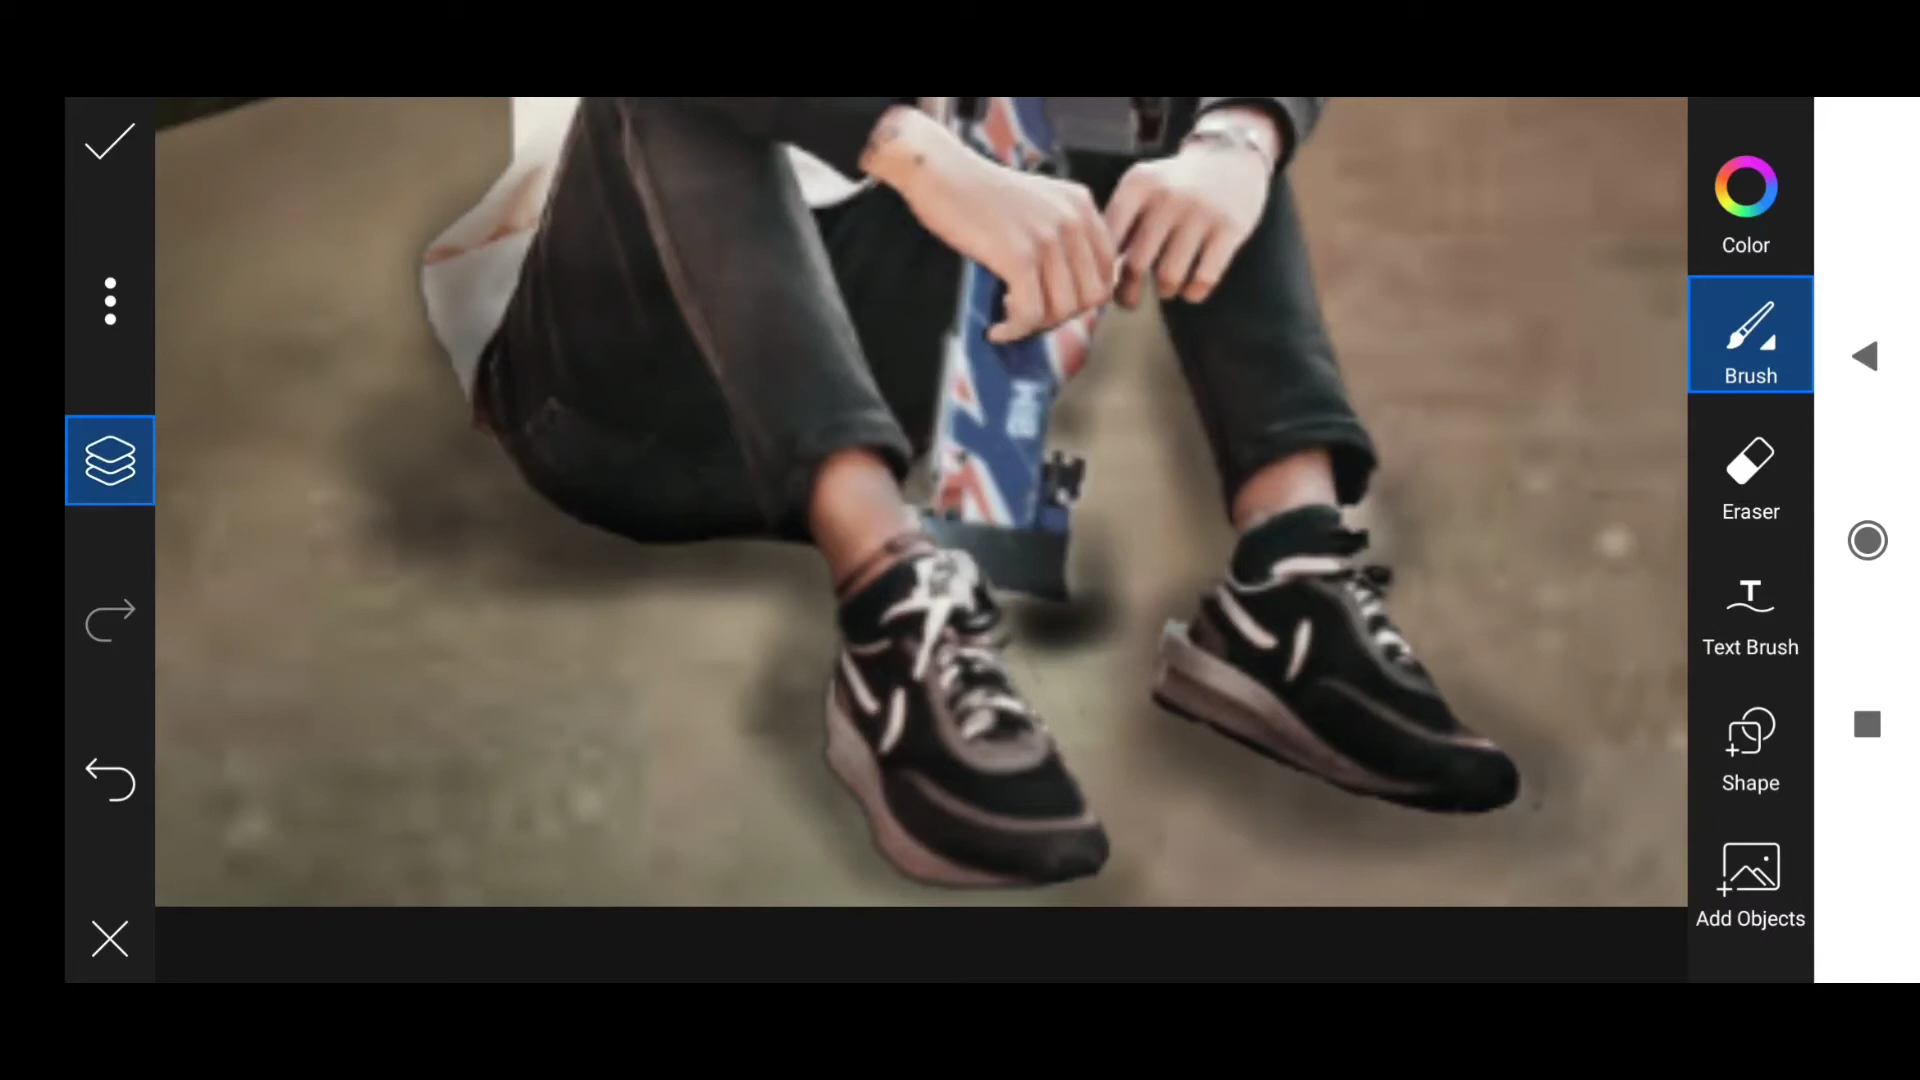 Color
Brush
Eraser
Text Brush
Shape
Add Objects